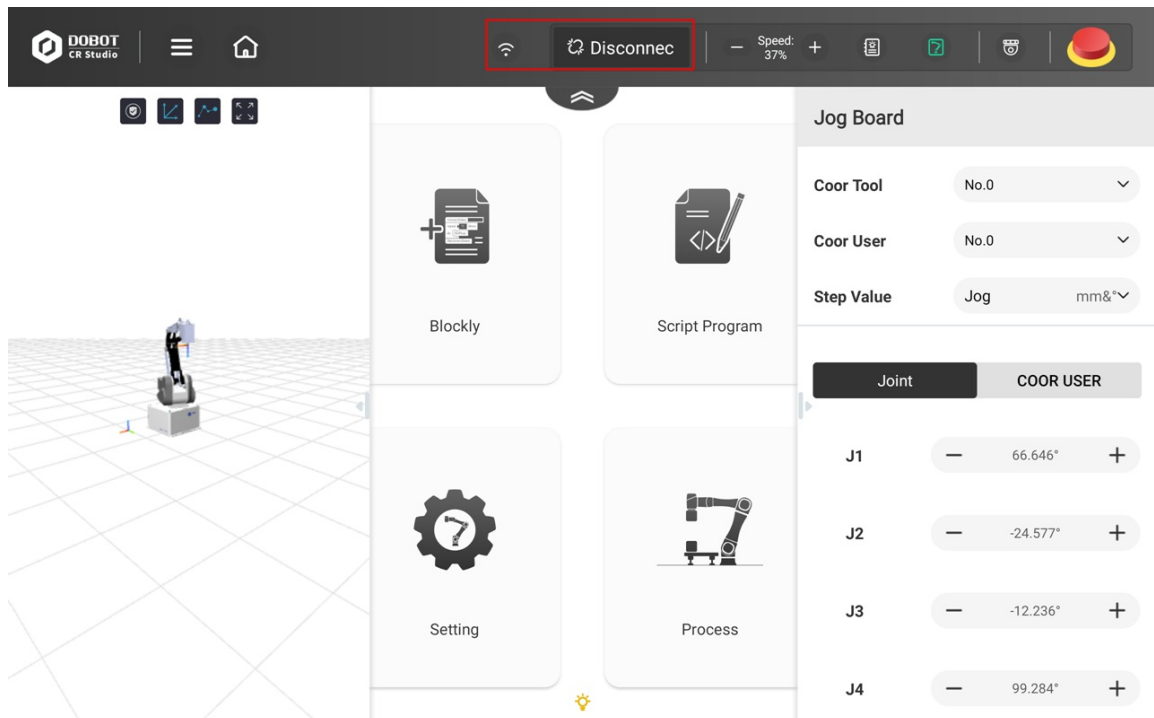 DOBOT
CR Studio
Disconnec
Speed:
37%
Jog Board
Coor Tool No.0
Coor User No.0
Step Value Jog mm&°
Blockly
Script Program
Joint COOR USER
J1 66.646°
J2 -24.577°
J3 -12.236°
Setting
Process
J4 99.284°